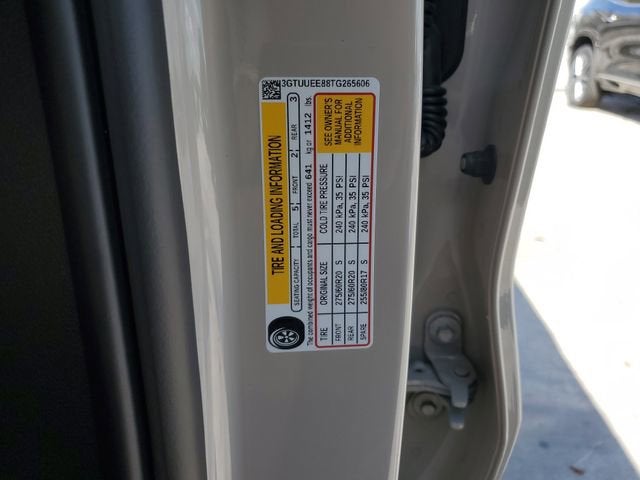 3GTUUEE88TG265606
TIRE AND LOADING INFORMATION
SEATING CAPACITY TOTAL 5 FRONT 2 REAR 3
The combined weight of occupants and cargo must never exceed 641 kg or 1412 lbs.
TIRE ORIGINAL SIZE COLD TIRE PRESSURE
FRONT 275/60R20 S 240 kPa, 35 PSI
REAR 275/60R20 S 240 kPa, 35 PSI
SPARE 255/80R17 S 240 kPa, 35 PSI
SEE OWNER'S
MANUAL FOR
ADDITIONAL
INFORMATION